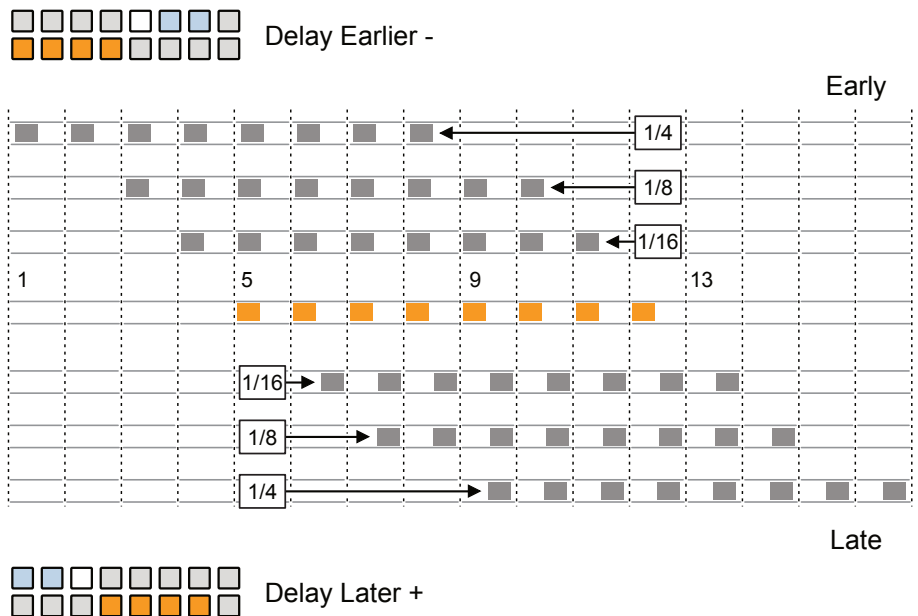 Delay Earlier -
Early
1/4
1/8
1/16
1 5 9 13
1/16
1/8
1/4
Late
Delay Later +